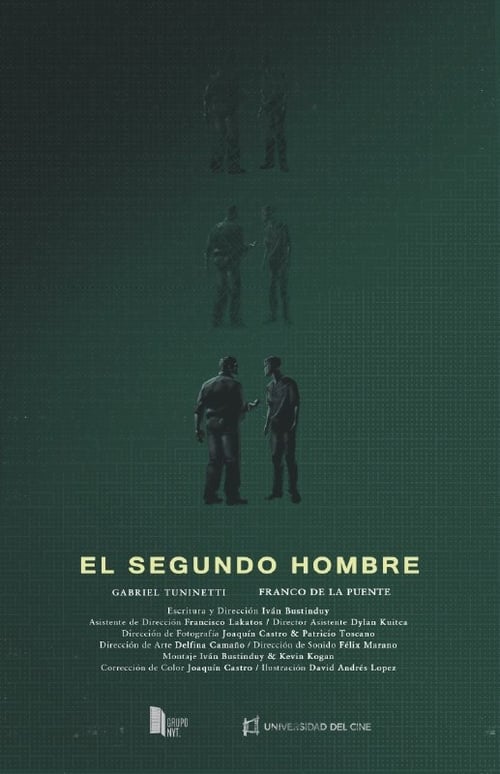 EL SEGUNDO HOMBRE
GABRIEL TUNINETTI FRANCO DE LA PUENTE
Escritura y Dirección Iván Bustinduy
Asistente de Dirección Francisco Lakatos / Director Asistente Dylan Kuitca
Dirección de Fotografía Joaquín Castro & Patricio Toscano
Dirección de Arte Delfina Camaño / Dirección de Sonido Félix Marano
Montaje Iván Bustinduy & Kevin Kogan
Corrección de Color Joaquín Castro / Ilustración David Andrés Lopez
GRUPO
NYT.
UNIVERSIDAD DEL CINE